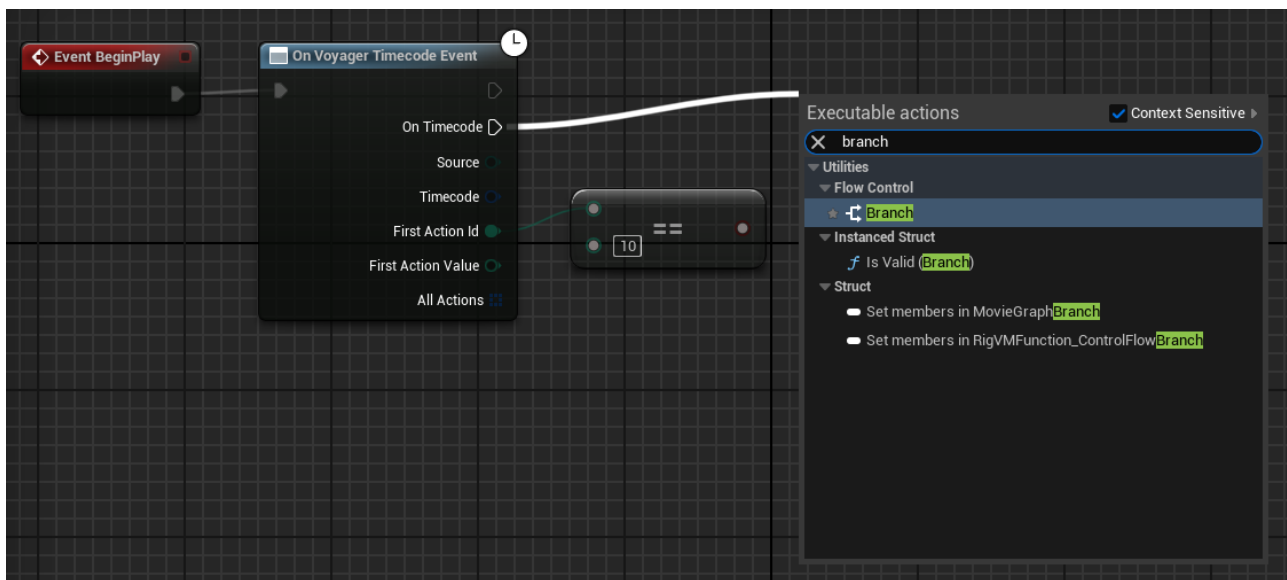 Event BeginPlay
On Voyager Timecode Event
On Timecode
Source
Timecode
First Action Id
First Action Value
All Actions
==
10
Executable actions
Context Sensitive
branch
Utilities
Flow Control
Branch
Instanced Struct
f Is Valid (Branch)
Struct
Set members in MovieGraphBranch
Set members in RigVMFunction_ControlFlowBranch